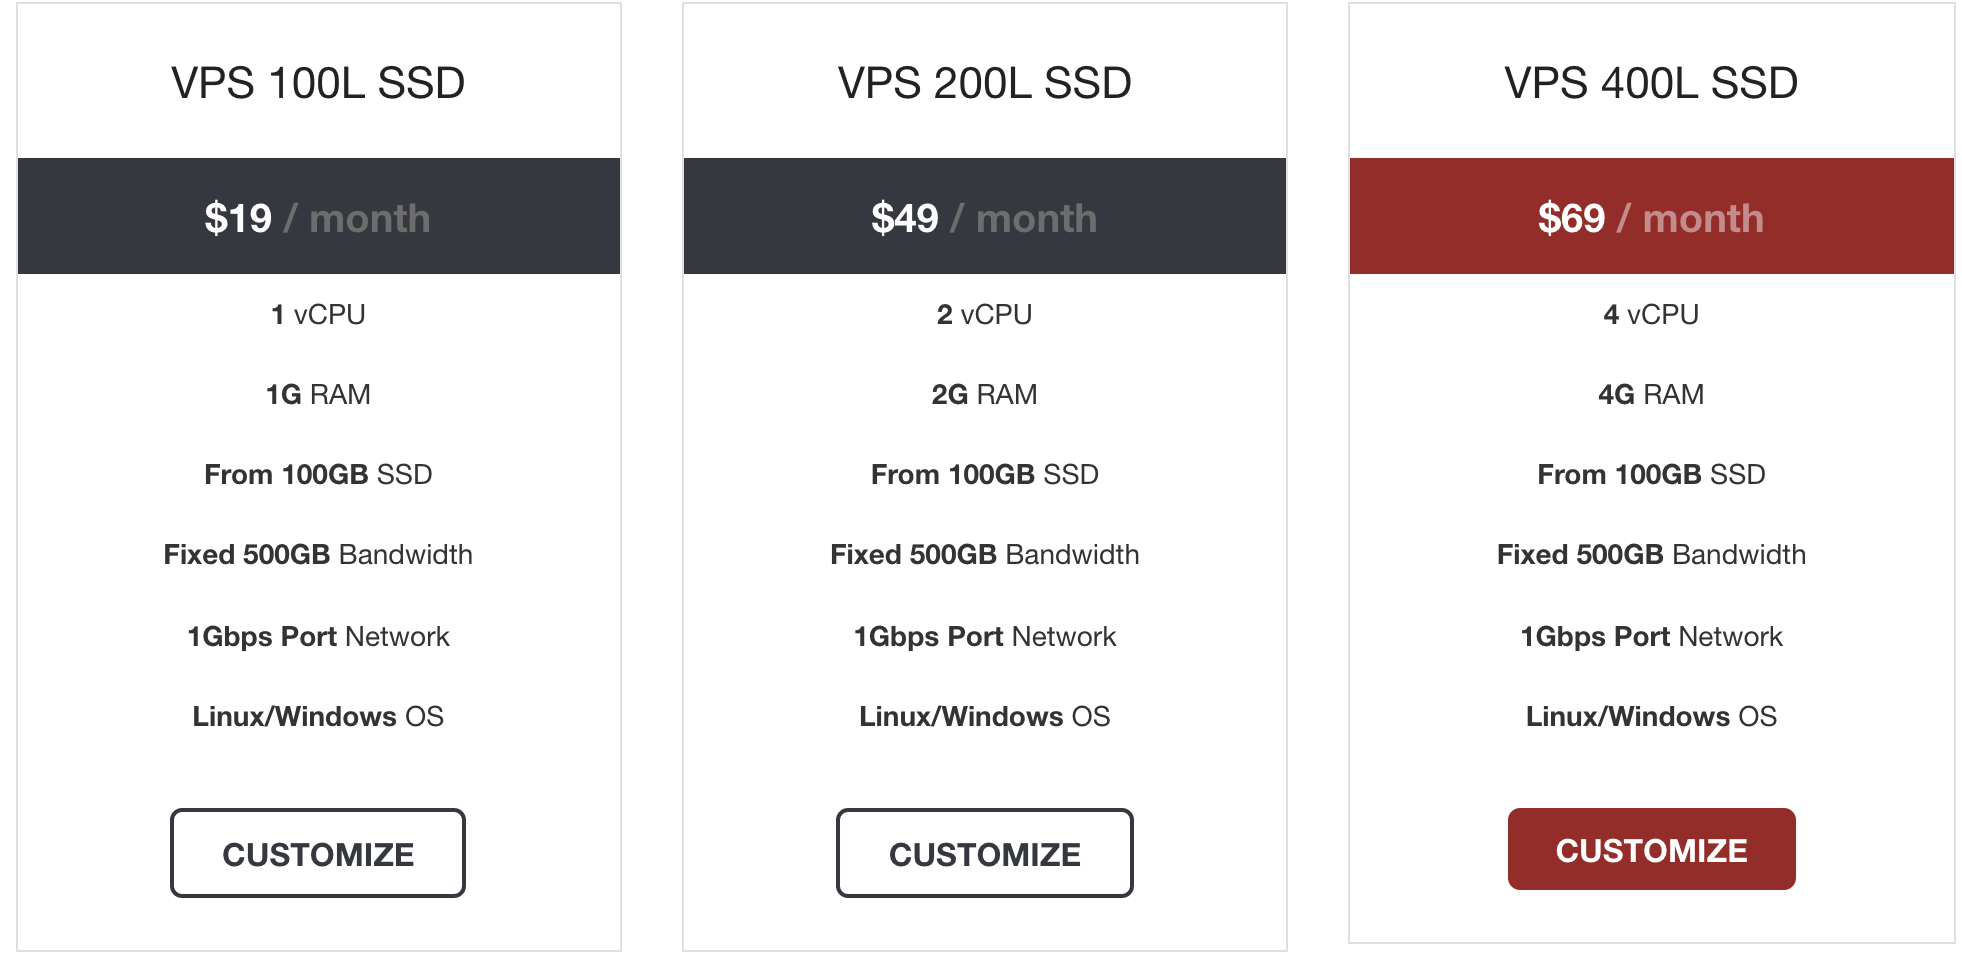 VPS 100L SSD
$19 / month
1 vCPU
1G RAM
From 100GB SSD
Fixed 500GB Bandwidth
1Gbps Port Network
Linux/Windows OS
CUSTOMIZE
VPS 200L SSD
$49 / month
2 vCPU
2G RAM
From 100GB SSD
Fixed 500GB Bandwidth
1Gbps Port Network
Linux/Windows OS
CUSTOMIZE
VPS 400L SSD
$69 / month
4 vCPU
4G RAM
From 100GB SSD
Fixed 500GB Bandwidth
1Gbps Port Network
Linux/Windows OS
CUSTOMIZE